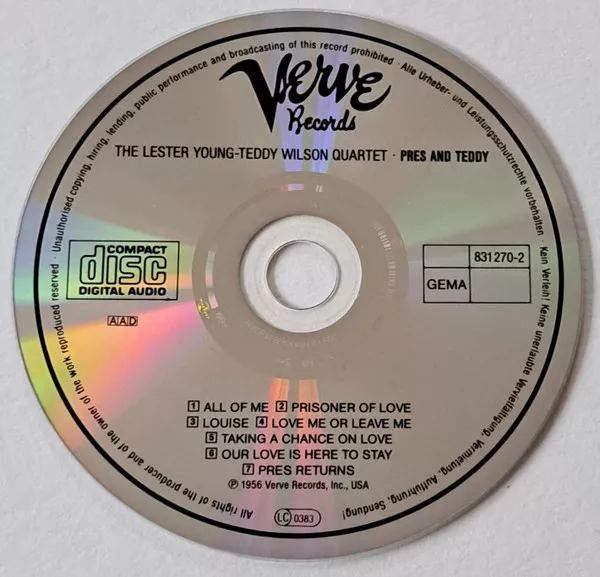 Verve
Records
THE LESTER YOUNG-TEDDY WILSON QUARTET · PRES AND TEDDY
COMPACT
disc
DIGITAL AUDIO
AAD
831 270-2
GEMA
1 ALL OF ME 2 PRISONER OF LOVE
3 LOUISE 4 LOVE ME OR LEAVE ME
5 TAKING A CHANCE ON LOVE
6 OUR LOVE IS HERE TO STAY
7 PRES RETURNS
℗ 1956 Verve Records, Inc., USA
LC 0383
All rights of the producer and of the owner of the work reproduced reserved · Unauthorised copying, hiring, lending, public performance and broadcasting of this record prohibited · Alle Urheber- und Leistungsschutzrechte vorbehalten · Kein Verleih! Keine unerlaubte Vervielfältigung, Vermietung, Aufführung, Sendung!